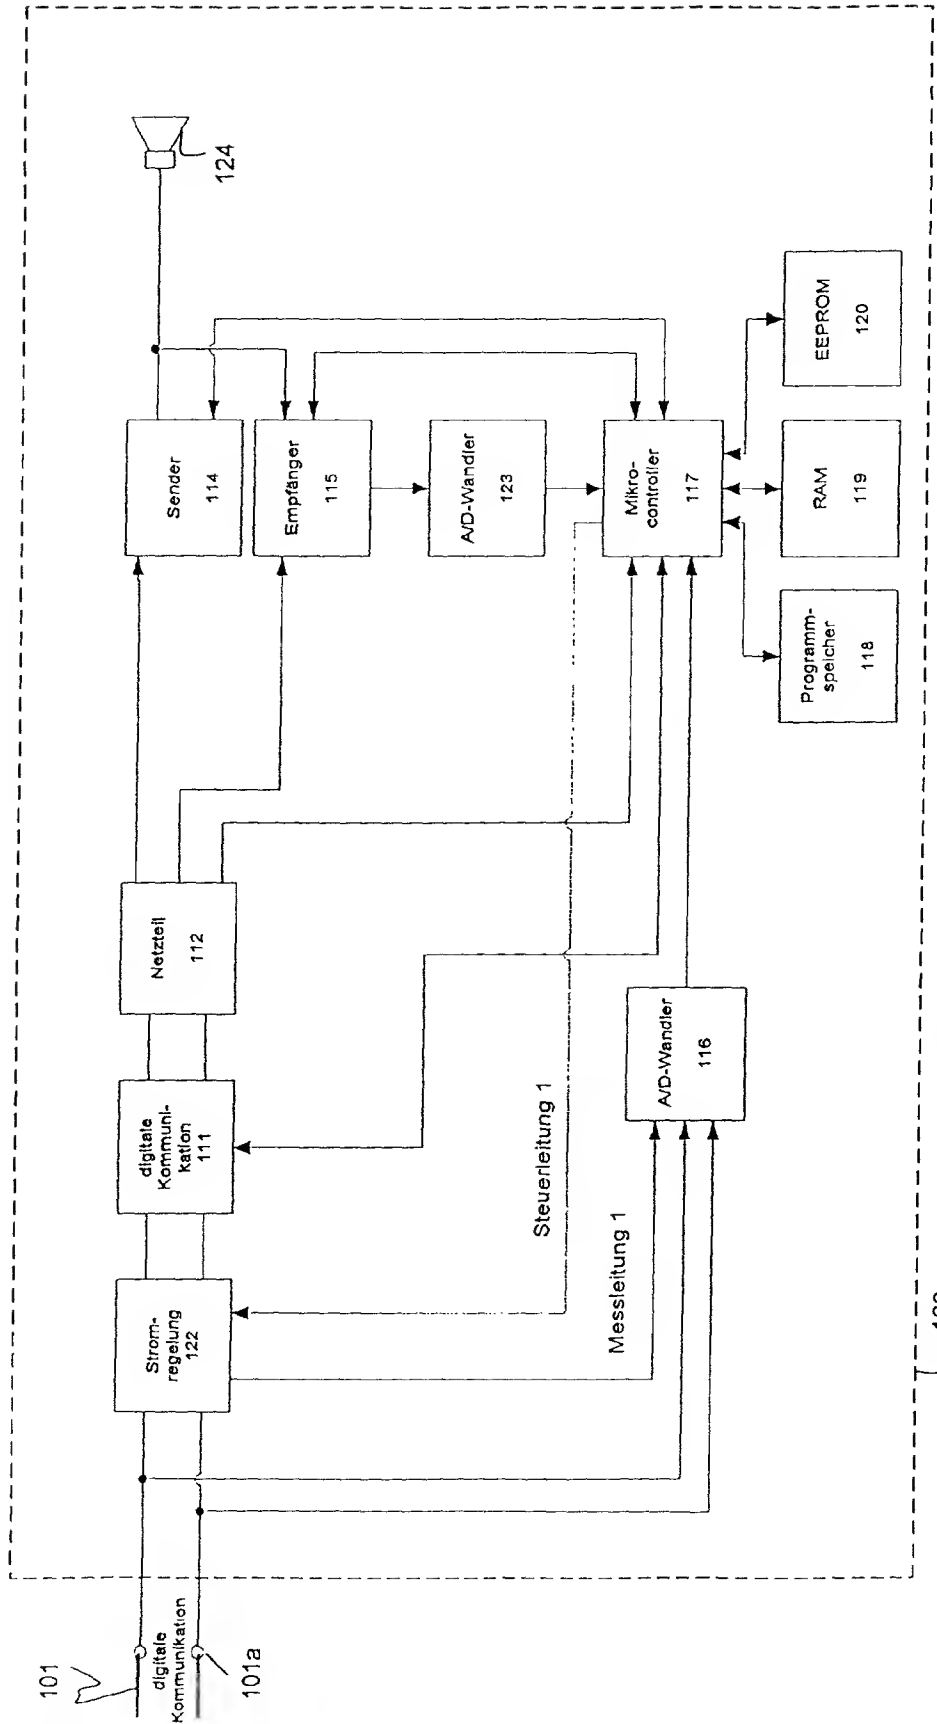 101
digitale
Kommunikation
101a
Strom-
regelung
122
digitale
Kommuni-
kation
111
Netzteil
112
Sender
114
124
Empfänger
115
A/D-Wandler
123
Mikro-
controller
117
Steuerleitung 1
Messleitung 1
A/D-Wandler
116
Programm-
speicher
118
RAM
119
EEPROM
120